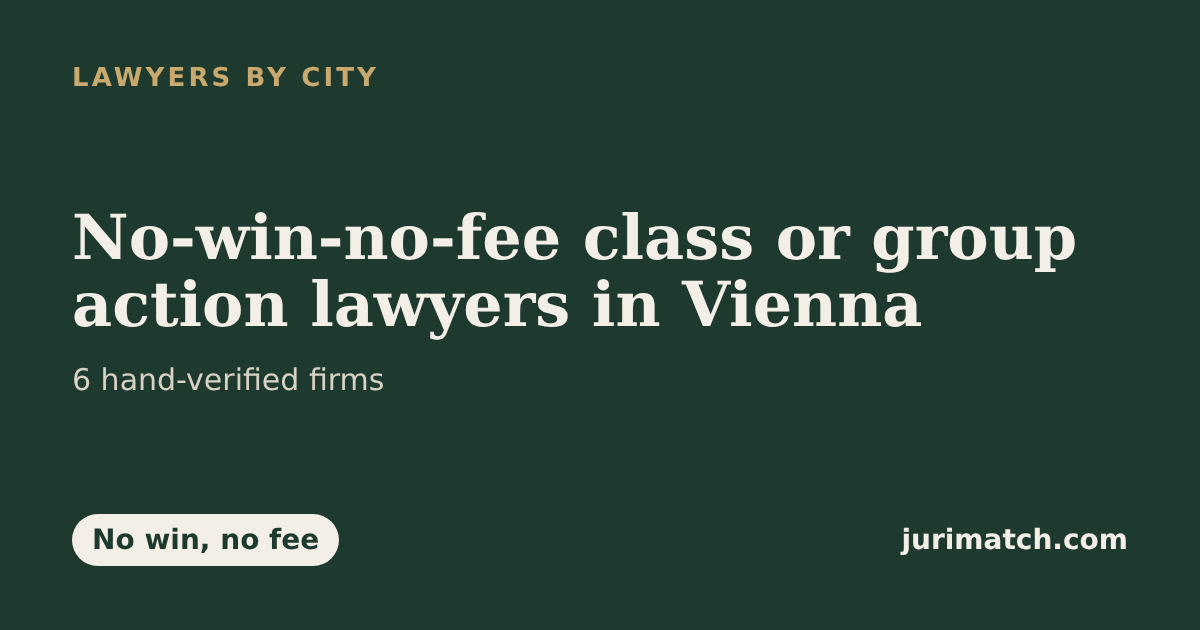 LAWYERS BY CITY
No-win-no-fee class or group
action lawyers in Vienna
6 hand-verified firms
No win, no fee
jurimatch.com